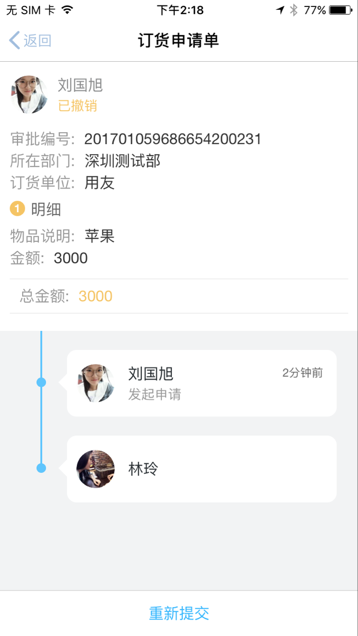 无 SIM 卡 下午2:18 77%
返回 订货申请单
刘国旭
已撤销
审批编号: 201701059686654200231
所在部门: 深圳测试部
订货单位: 用友
1 明细
物品说明: 苹果
金额: 3000
总金额: 3000
刘国旭 2分钟前
发起申请
林玲
重新提交